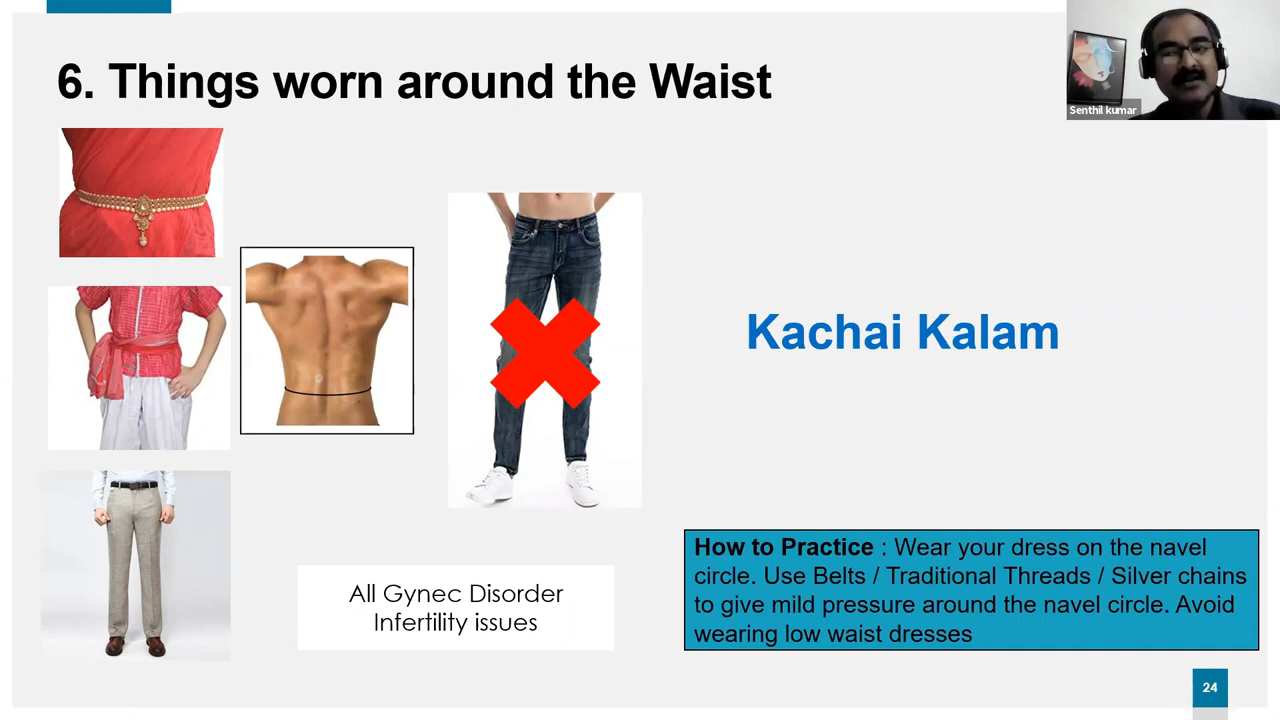 6. Things worn around the Waist
Senthil kumar
Kachai Kalam
All Gynec Disorder
Infertility issues
How to Practice : Wear your dress on the navel
circle. Use Belts / Traditional Threads / Silver chains
to give mild pressure around the navel circle. Avoid
wearing low waist dresses
24